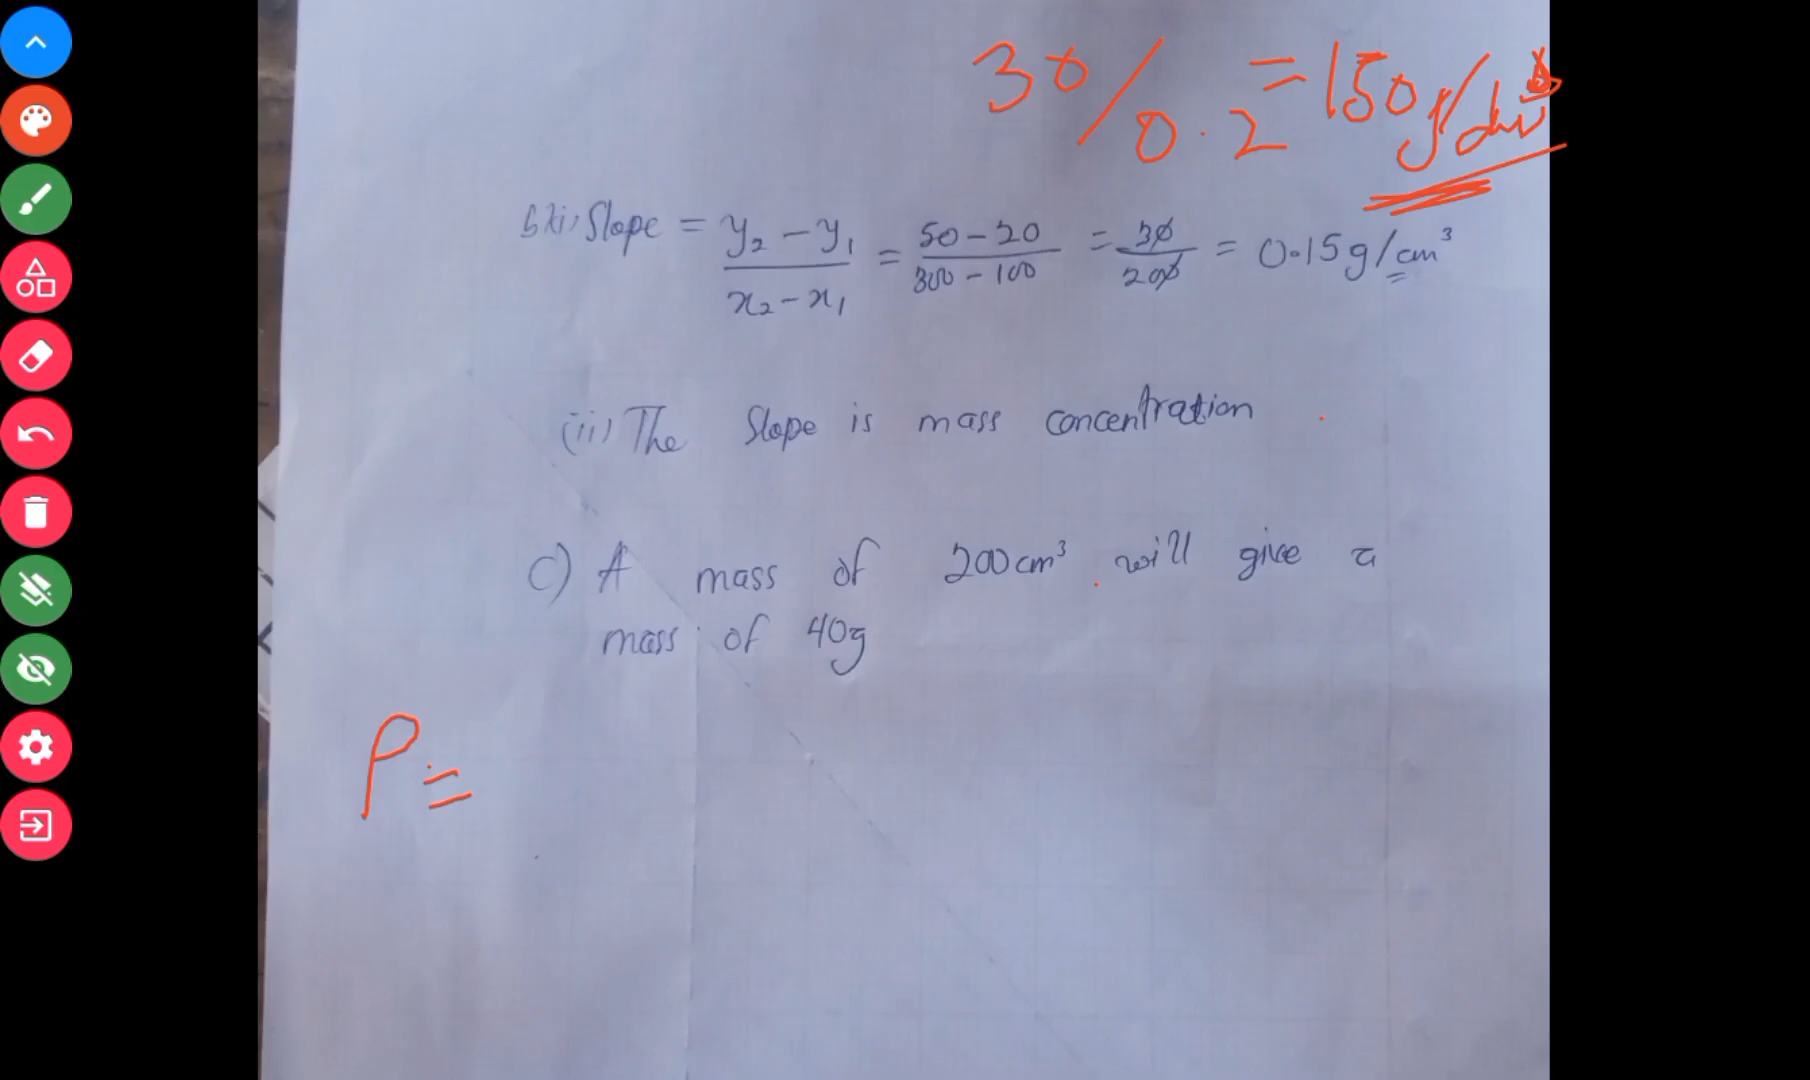 30/0.2 = 150g/dm³
b)(i) Slope = y₂ - y₁ / x₂ - x₁ = 50 - 20 / 300 - 100 = 30 / 200 = 0.15g/cm³
(ii) The Slope is mass concentration
c) A mass of 200cm³ will give a
mass of 40g
ρ =